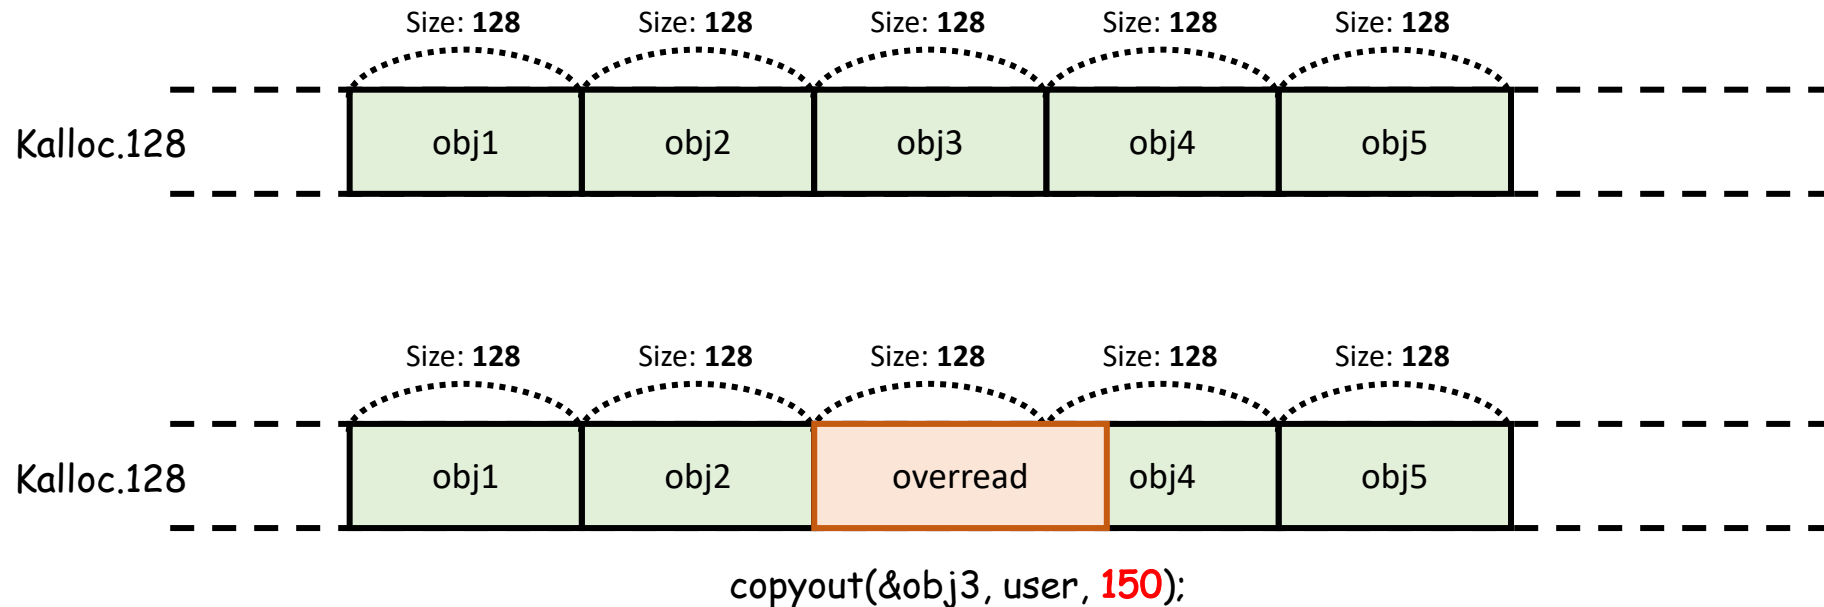 Size: 128 Size: 128 Size: 128 Size: 128 Size: 128
Kalloc.128 obj1 obj2 obj3 obj4 obj5
Size: 128 Size: 128 Size: 128 Size: 128 Size: 128
Kalloc.128 obj1 obj2 overread obj4 obj5
copyout(&obj3, user, 150);